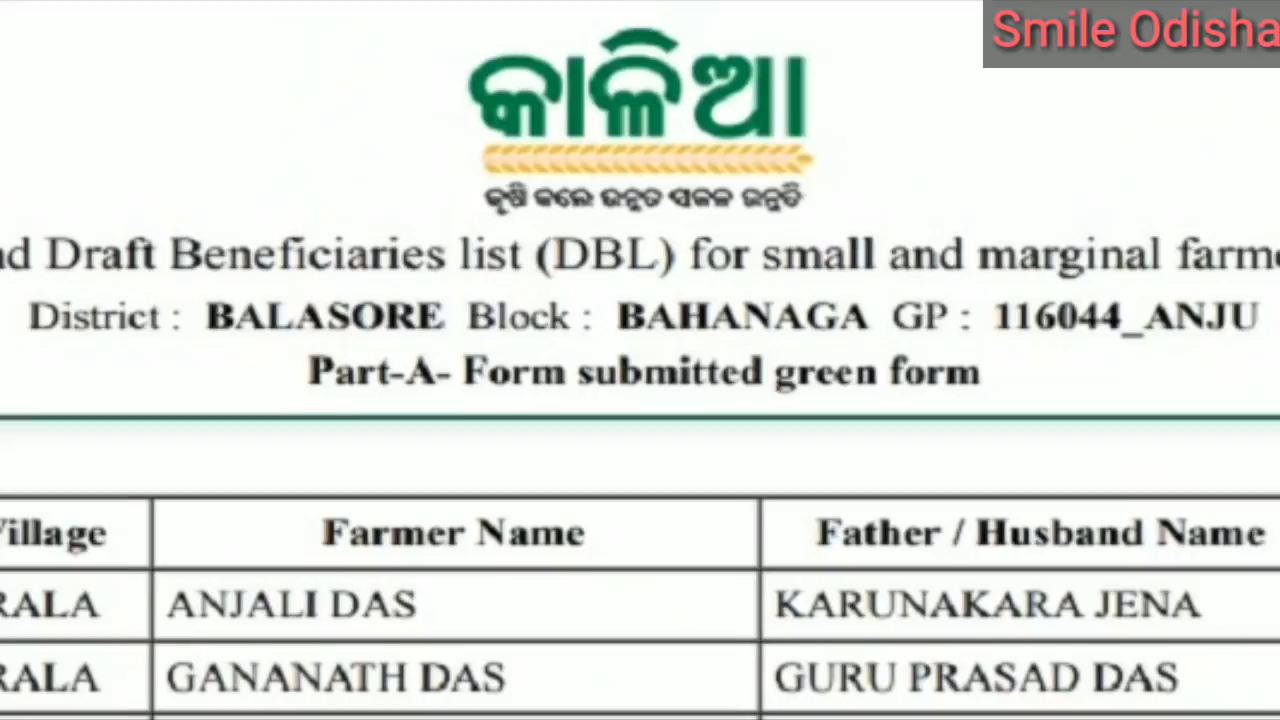 Smile Odisha
କାଳିଆ
କୃଷି କଲେ ଉନ୍ନତ ସକଳ ଉନ୍ନତି
Draft Beneficiaries list (DBL) for small and marginal
District : BALASORE Block : BAHANAGA GP : 116044_ANJU
Part-A- Form submitted green form
Village Farmer Name Father / Husband Name
RALA ANJALI DAS KARUNAKARA JENA
RALA GANANATH DAS GURU PRASAD DAS